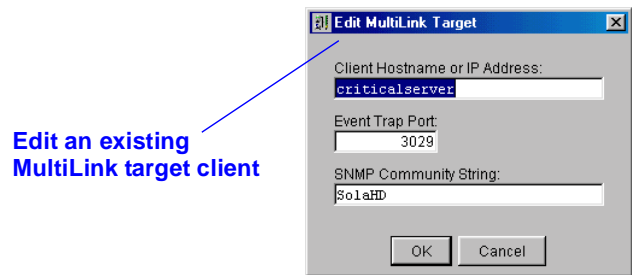 Edit MultiLink Target
Client Hostname or IP Address:
criticalserver
Event Trap Port:
3029
SNMP Community String:
SolaHD
OK Cancel
Edit an existing
MultiLink target client